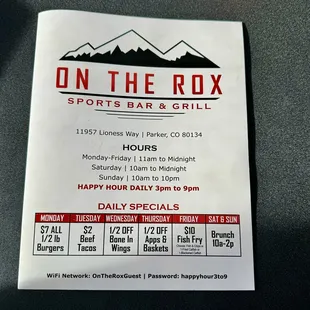 ON THE ROX
SPORTS BAR & GRILL
11957 Lioness Way | Parker, CO 80134
HOURS
Monday-Friday | 11am to Midnight
Saturday | 10am to Midnight
Sunday | 10am to 10pm
HAPPY HOUR DAILY 3pm to 9pm
DAILY SPECIALS
MONDAY
$7 ALL
1/2 lb
Burgers
TUESDAY
$2
Beef
Tacos
WEDNESDAY
1/2 OFF
Bone In
Wings
THURSDAY
1/2 OFF
Apps &
Baskets
FRIDAY
$10
Fish Fry
SAT & SUN
Brunch
10a-2p
WiFi Network: OnTheRoxGuest | Password: happyhour3to9